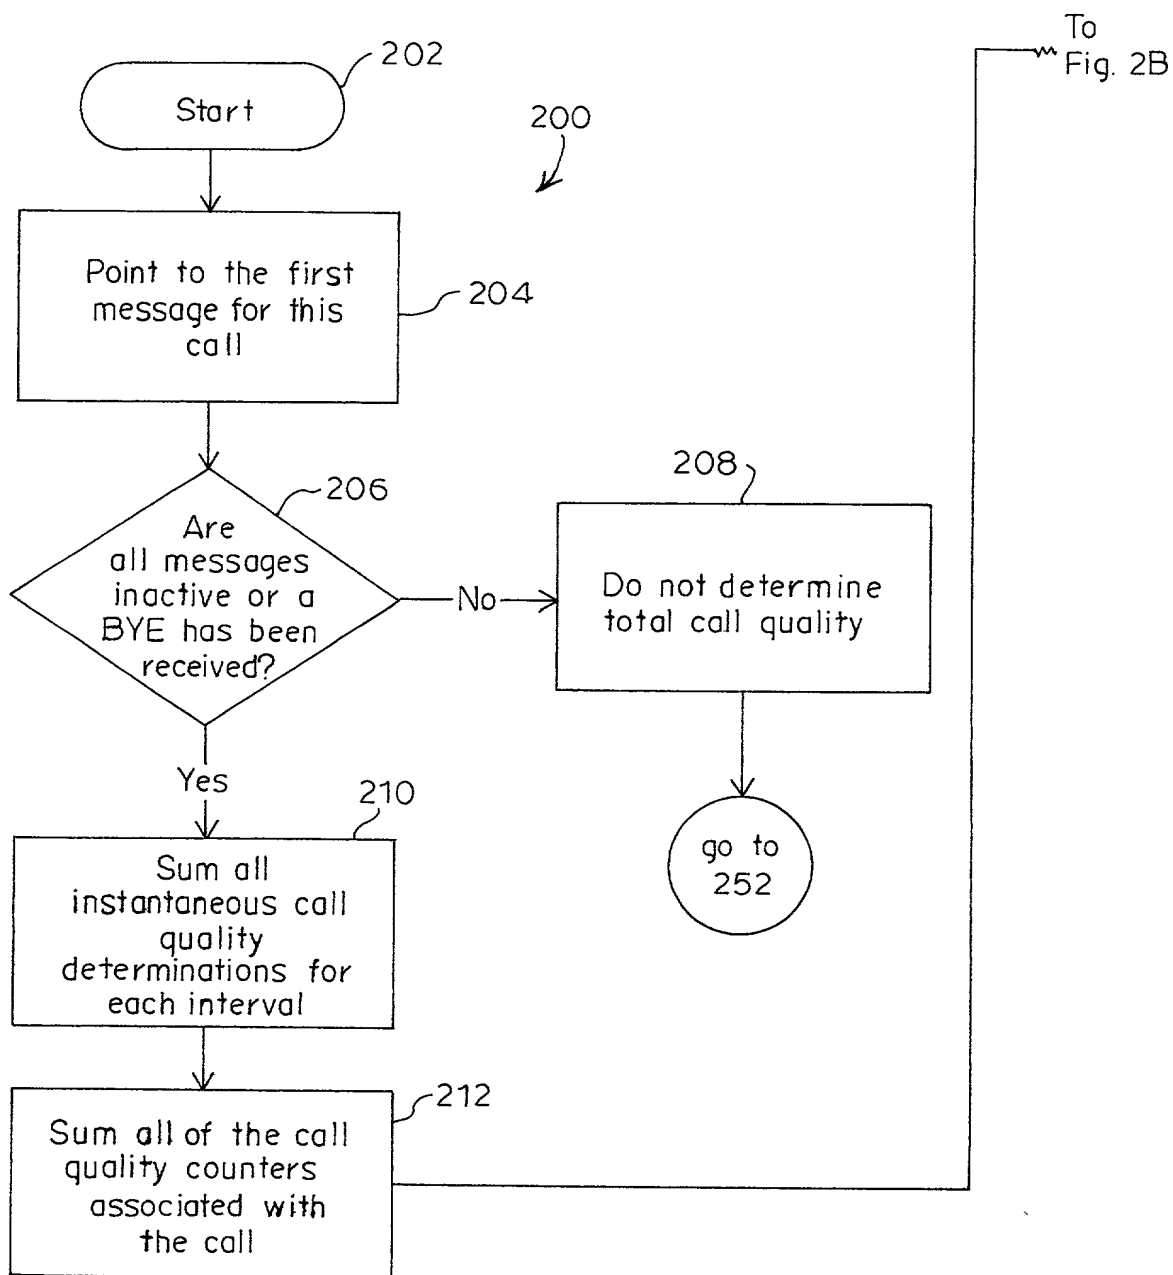 To
Fig. 2B
202
Start
200
Point to the first
message for this
call
204
206
Are
all messages
inactive or a
BYE has been
received?
No
208
Do not determine
total call quality
Yes
go to
252
210
Sum all
instantaneous call
quality
determinations for
each interval
212
Sum all of the call
quality counters
associated with
the call